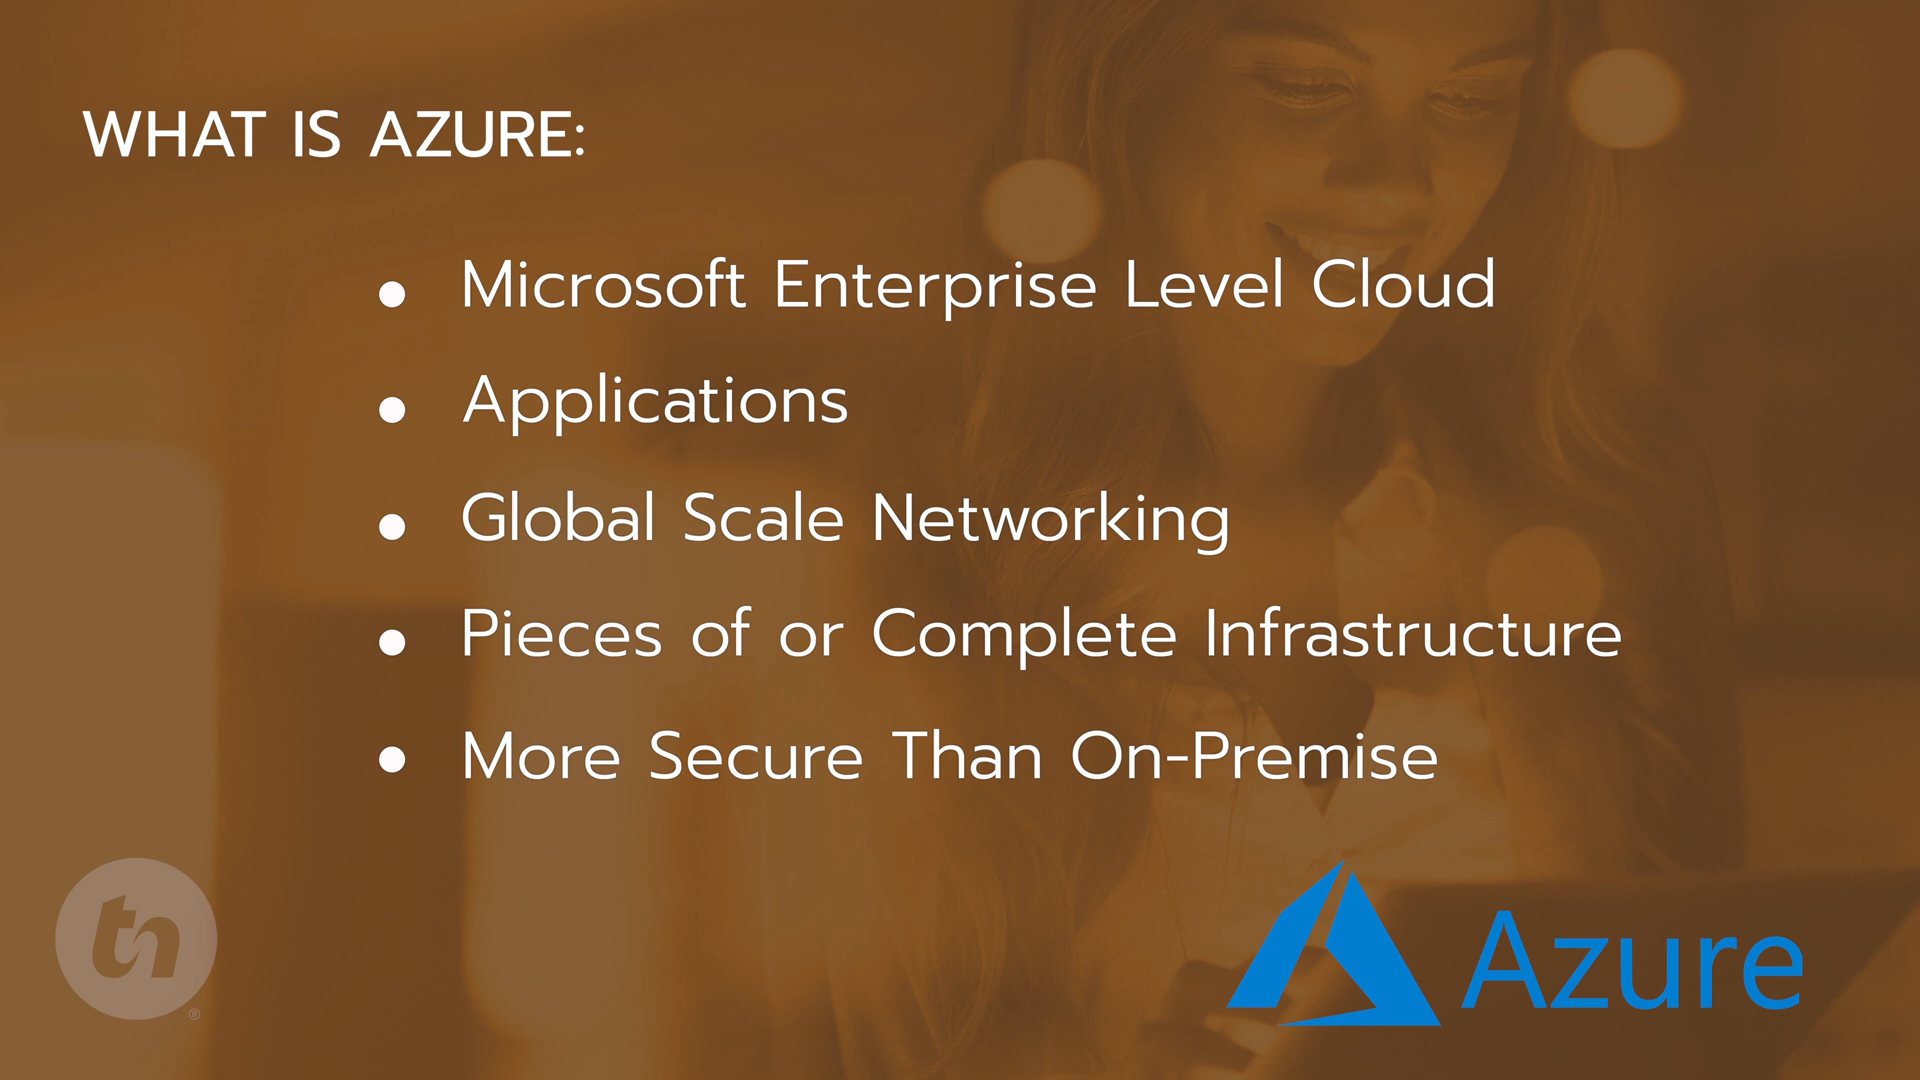 WHAT IS AZURE:
● Microsoft Enterprise Level Cloud
● Applications
● Global Scale Networking
● Pieces of or Complete Infrastructure
● More Secure Than On-Premise
tn
®
Azure